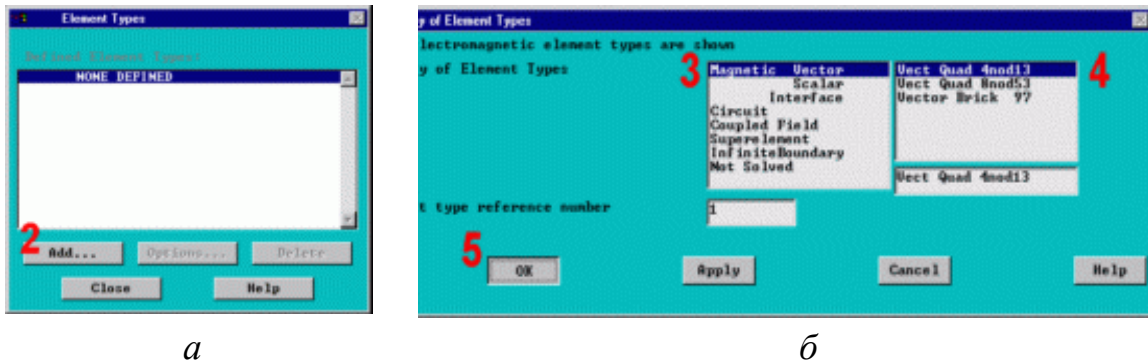 Element Types
Defined Element Types:
NONE DEFINED
2
Add...
Options...
Delete
Close
Help
а
y of Element Types
lectromagnetic element types are shown
y of Element Types
3
Magnetic Vector
Scalar
Interface
Circuit
Coupled Field
Superelement
InfiniteBoundary
Not Solved
Vect Quad 4nod13
Vect Quad 8nod53
Vector Brick 97
4
Vect Quad 4nod13
t type reference number
1
5
OK
Apply
Cancel
Help
б